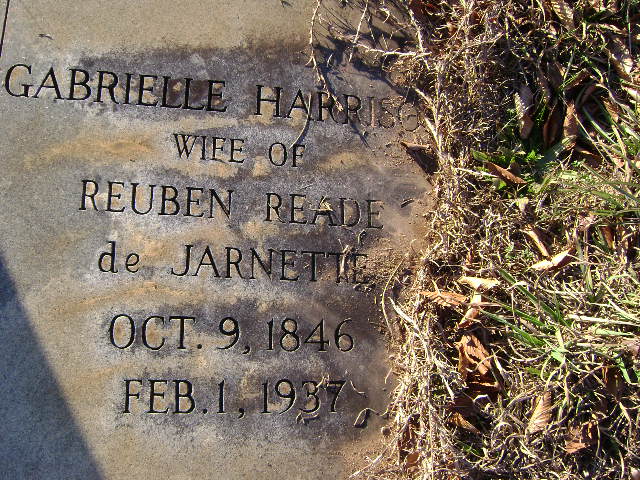 GABRIELLE HARRISO
WIFE OF
REUBEN READE
de JARNETTE
OCT. 9, 1846
FEB. 1, 1937